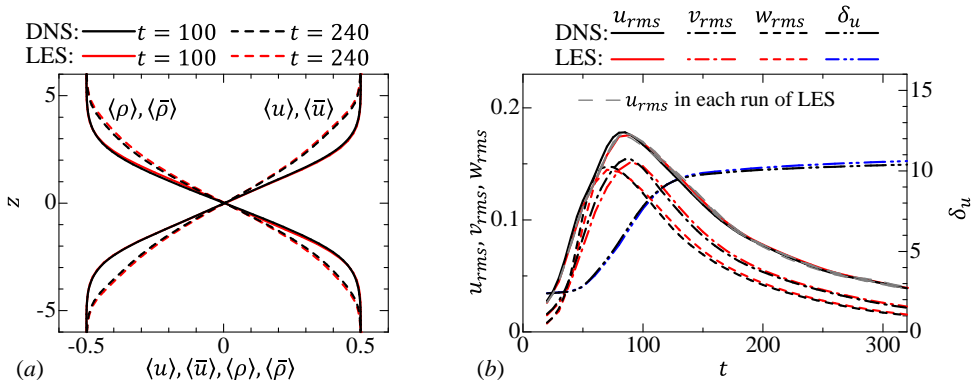 DNS: t = 100 t = 240
LES: t = 100 t = 240
5
0
-5
z
⟨ρ⟩, ⟨ρ̄⟩
⟨u⟩, ⟨ū⟩
-0.5 0 0.5
(a) ⟨u⟩, ⟨ū⟩, ⟨ρ⟩, ⟨ρ̄⟩
u_rms v_rms w_rms δ_u
DNS:
LES:
u_rms in each run of LES
0.2
0.1
0
u_rms, v_rms, w_rms
15
10
5
0
δ_u
0 100 200 300
(b) t